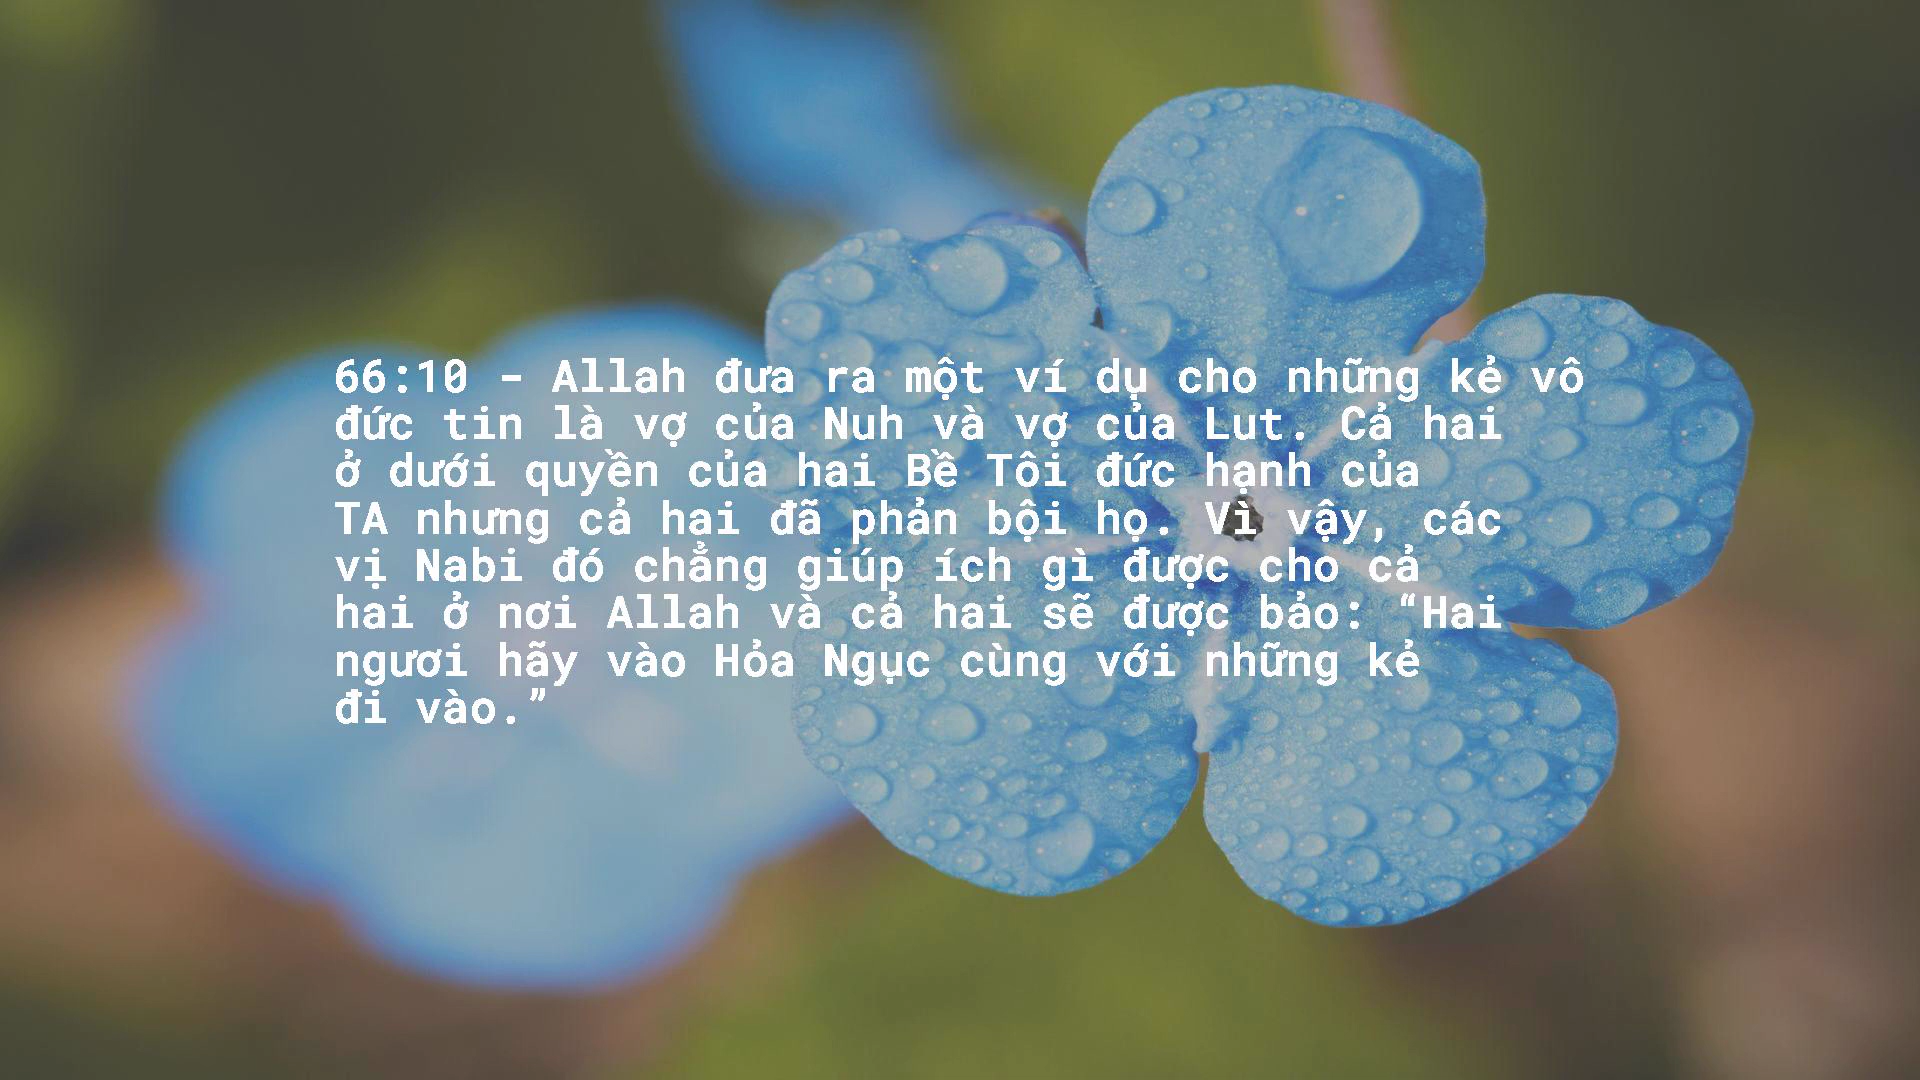 66:10 - Allah đưa ra một ví dụ cho những kẻ vô
đức tin là vợ của Nuh và vợ của Lut. Cả hai
ở dưới quyền của hai Bề Tôi đức hạnh của
TA nhưng cả hai đã phản bội họ. Vì vậy, các
vị Nabi đó chẳng giúp ích gì được cho cả
hai ở nơi Allah và cả hai sẽ được bảo: “Hai
ngươi hãy vào Hỏa Ngục cùng với những kẻ
đi vào.”